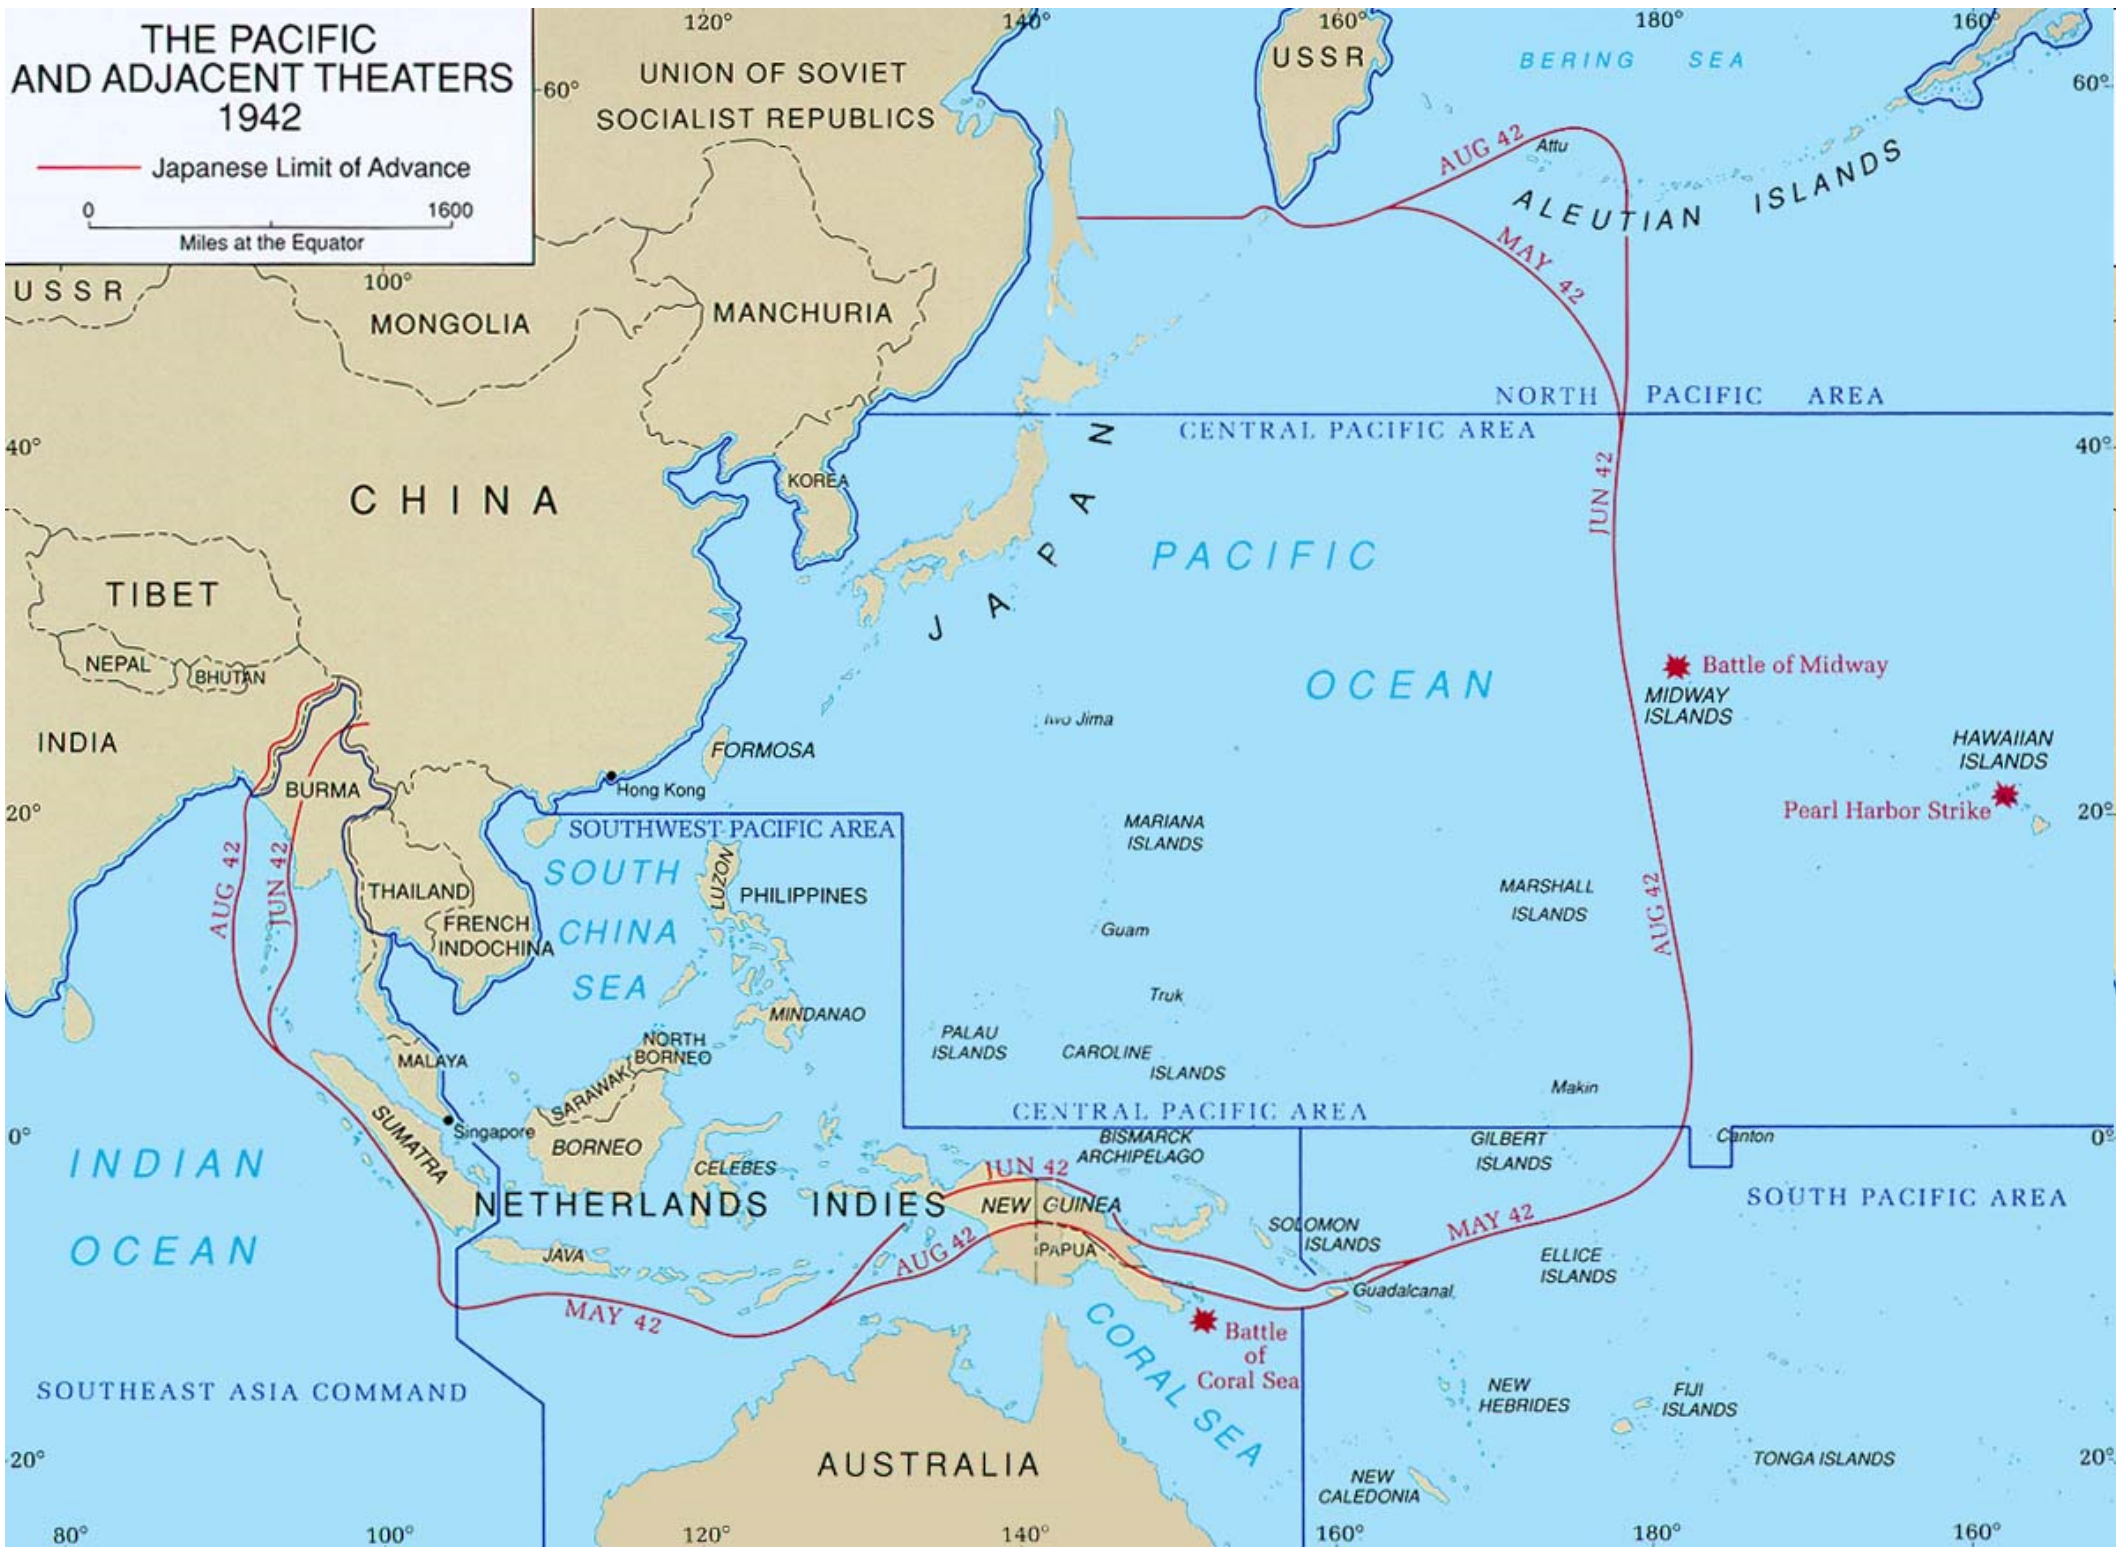 THE PACIFIC
AND ADJACENT THEATERS
1942
Japanese Limit of Advance
0 1600
Miles at the Equator
120° 140° 160° 180° 160°
USSR
BERING SEA
UNION OF SOVIET
SOCIALIST REPUBLICS
60° 60°
AUG 42
Attu
ALEUTIAN ISLANDS
MAY 42
100°
USSR
MONGOLIA
MANCHURIA
NORTH PACIFIC AREA
CENTRAL PACIFIC AREA
40° 40°
JUN 42
CHINA
KOREA
JAPAN
PACIFIC
OCEAN
TIBET
NEPAL
BHUTAN
INDIA
Battle of Midway
MIDWAY
ISLANDS
Iwo Jima
HAWAIIAN
ISLANDS
Pearl Harbor Strike
FORMOSA
Hong Kong
BURMA
20° 20°
SOUTHWEST PACIFIC AREA
MARIANA
ISLANDS
AUG 42
JUN 42
SOUTH
CHINA
SEA
LUZON
PHILIPPINES
THAILAND
FRENCH
INDOCHINA
MARSHALL
ISLANDS
AUG 42
Guam
Truk
MINDANAO
PALAU
ISLANDS
CAROLINE
ISLANDS
NORTH
BORNEO
MALAYA
SARAWAK
Makin
CENTRAL PACIFIC AREA
SUMATRA
Singapore
BORNEO
CELEBES
BISMARCK
ARCHIPELAGO
GILBERT
ISLANDS
Canton
0° 0°
INDIAN
OCEAN
NETHERLANDS INDIES
JUN 42
NEW GUINEA
SOUTH PACIFIC AREA
JAVA
AUG 42
PAPUA
SOLOMON
ISLANDS
MAY 42
ELLICE
ISLANDS
Guadalcanal
MAY 42
CORAL SEA
Battle
of
Coral Sea
SOUTHEAST ASIA COMMAND
NEW
HEBRIDES
FIJI
ISLANDS
AUSTRALIA
TONGA ISLANDS
NEW
CALEDONIA
20° 20°
80° 100° 120° 140° 160° 180° 160°